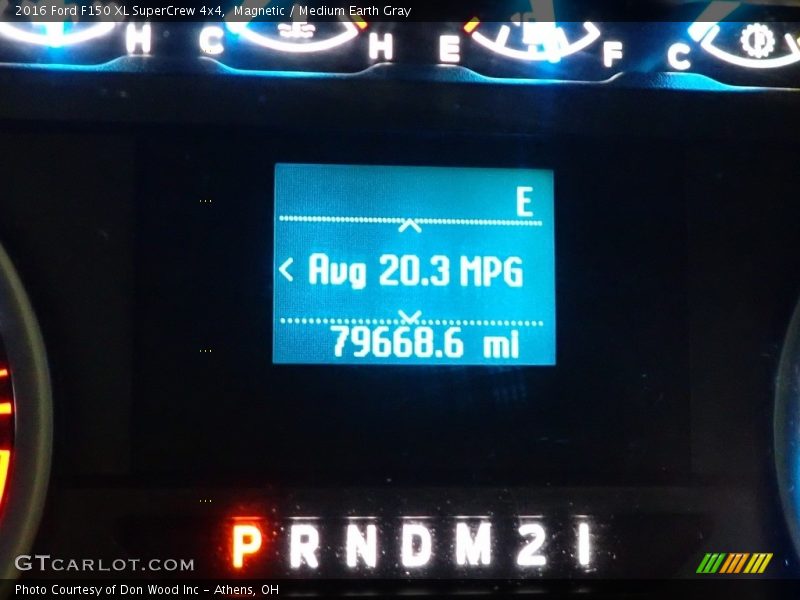 2016 Ford F150 XL SuperCrew 4x4, Magnetic / Medium Earth Gray
H C H E F C
E
< Avg 20.3 MPG
79668.6 mi
P R N D M 2 1
GTCARLOT.COM
Photo Courtesy of Don Wood Inc - Athens, OH